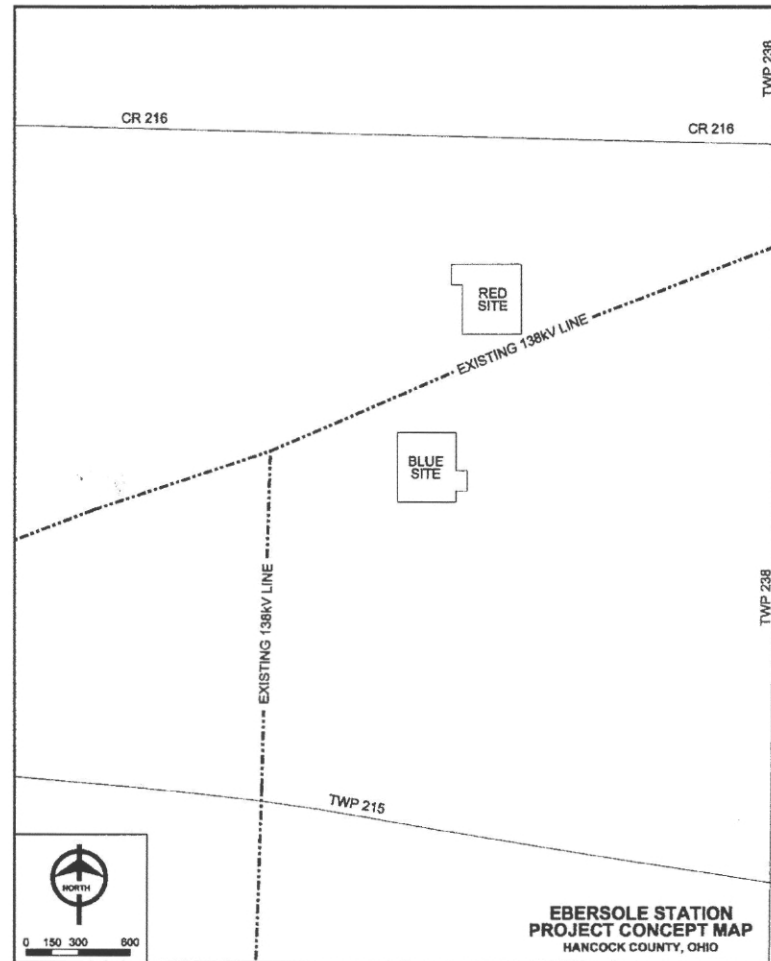 TWP 238
CR 216
CR 216
RED
SITE
EXISTING 138kV LINE
BLUE
SITE
EXISTING 138kV LINE
TWP 238
TWP 215
NORTH
0 150 300 600
EBERSOLE STATION
PROJECT CONCEPT MAP
HANCOCK COUNTY, OHIO